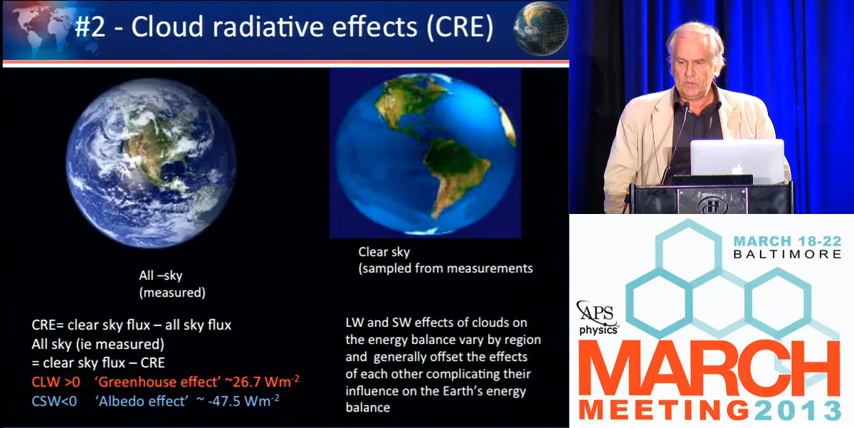 #2 - Cloud radiative effects (CRE)
All –sky
(measured)
Clear sky
(sampled from measurements
CRE= clear sky flux – all sky flux
All sky (ie measured)
= clear sky flux – CRE
CLW >0 ‘Greenhouse effect’ ~26.7 Wm-2
CSW<0 ‘Albedo effect’ ~ -47.5 Wm-2
LW and SW effects of clouds on
the energy balance vary by region
and generally offset the effects
of each other complicating their
influence on the Earth’s energy
balance
MARCH 18-22
BALTIMORE
APS
physics
MARCH
MEETING2013